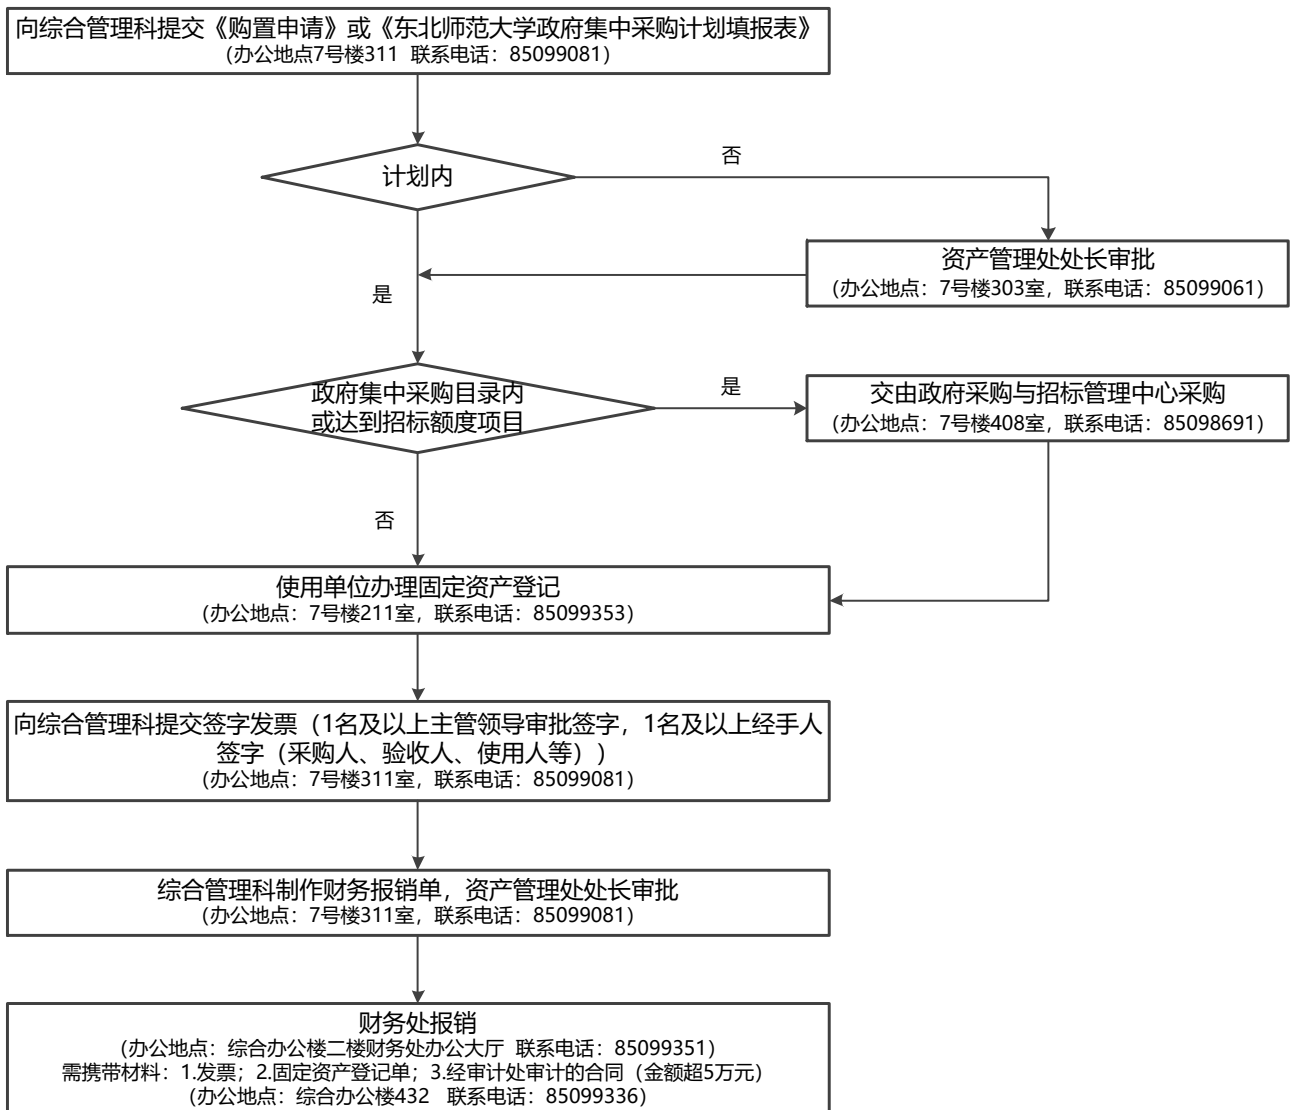 向综合管理科提交《购置申请》或《东北师范大学政府集中采购计划填报表》
（办公地点7号楼311 联系电话：85099081）
计划内
否
资产管理处处长审批
（办公地点：7号楼303室，联系电话：85099061）
是
政府集中采购目录内
或达到招标额度项目
是
交由政府采购与招标管理中心采购
（办公地点：7号楼408室，联系电话：85098691）
否
使用单位办理固定资产登记
（办公地点：7号楼211室，联系电话：85099353）
向综合管理科提交签字发票（1名及以上主管领导审批签字，1名及以上经手人
签字（采购人、验收人、使用人等））
（办公地点：7号楼311室，联系电话：85099081）
综合管理科制作财务报销单，资产管理处处长审批
（办公地点：7号楼311室，联系电话：85099081）
财务处报销
（办公地点：综合办公楼二楼财务处办公大厅 联系电话：85099351）
需携带材料：1.发票；2.固定资产登记单；3.经审计处审计的合同（金额超5万元）
（办公地点：综合办公楼432 联系电话：85099336）